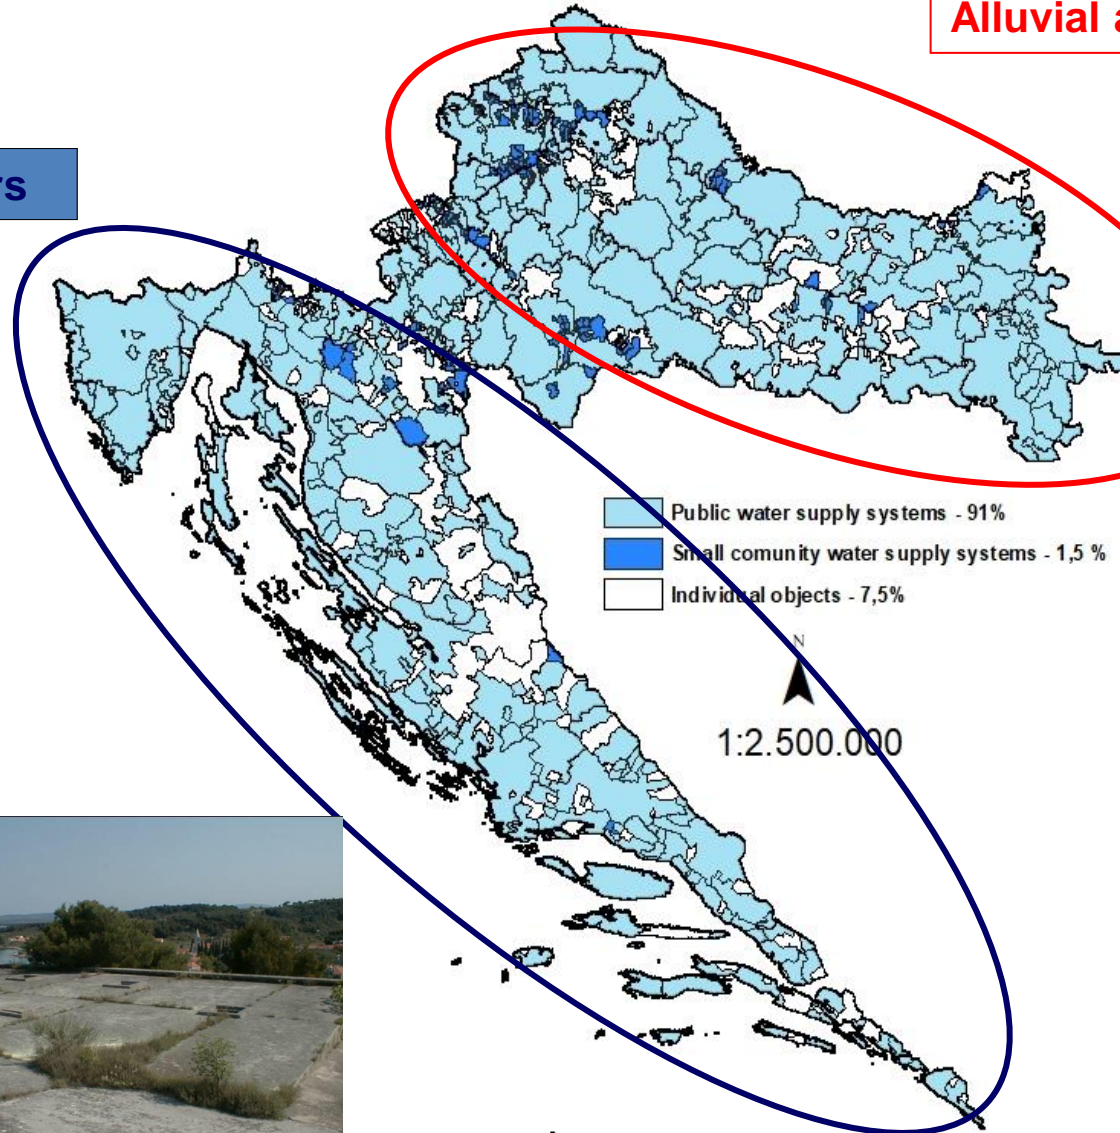 Alluvial a
rs
Public water supply systems - 91%
Small comunity water supply systems - 1,5 %
Individual objects - 7,5%
N
1:2.500.000